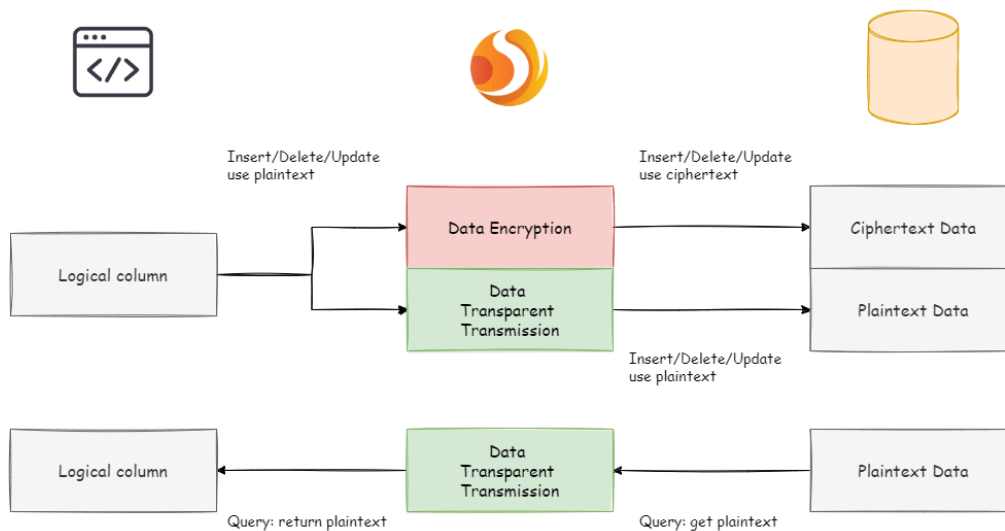 </>
Insert/Delete/Update
use plaintext
Insert/Delete/Update
use ciphertext
Logical column
Data Encryption
Ciphertext Data
Data
Transparent
Transmission
Plaintext Data
Insert/Delete/Update
use plaintext
Logical column
Data
Transparent
Transmission
Plaintext Data
Query: return plaintext
Query: get plaintext